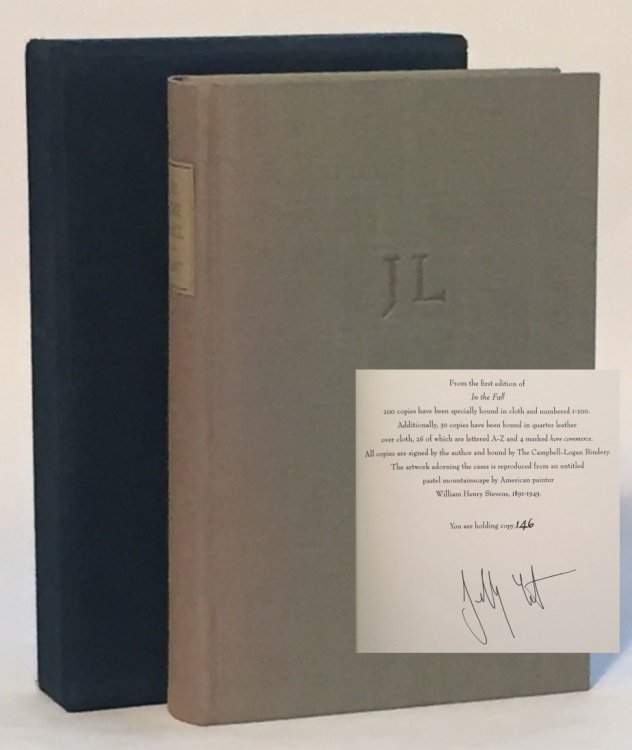 JL
From the first edition of
In the Fall
200 copies have been specially bound in cloth and numbered 1-200.
Additionally, 30 copies have been bound in quarter leather
over cloth, 26 of which are lettered A-Z and 4 marked hors commerce.
All copies are signed by the author and bound by The Campbell-Logan Bindery.
The artwork adorning the cases is reproduced from an untitled
pastel mountainscape by American painter
William Henry Stevens, 1891-1949.
You are holding copy 146